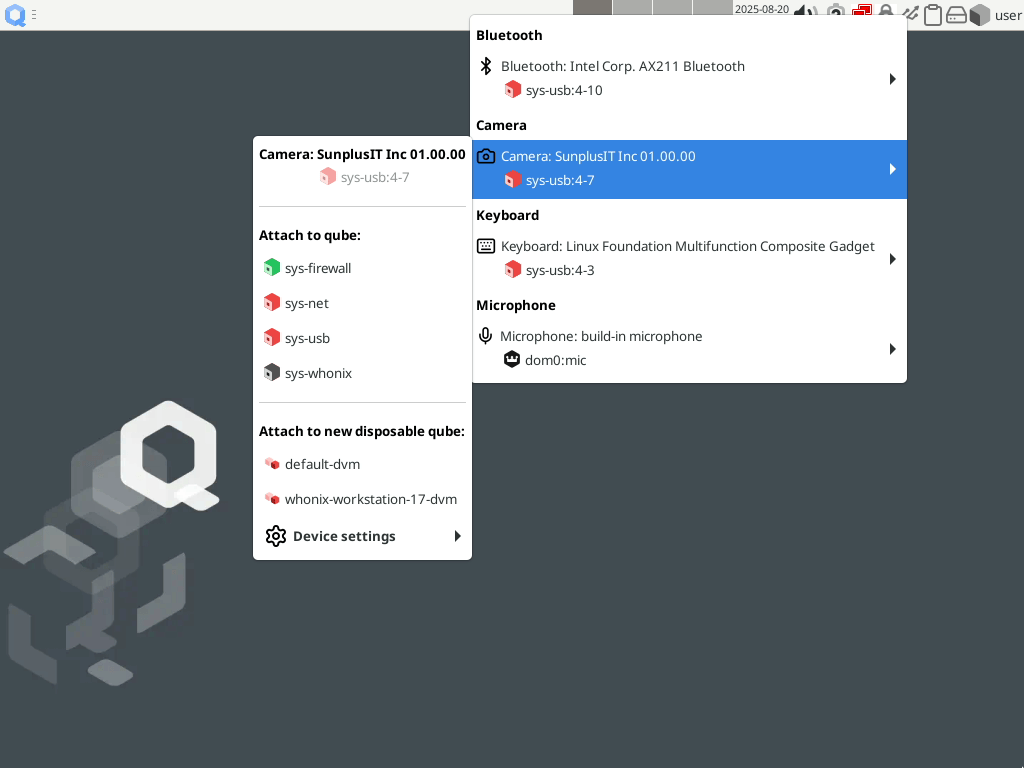 2025-08-20
user
Bluetooth
Bluetooth: Intel Corp. AX211 Bluetooth
sys-usb:4-10
Camera
Camera: SunplusIT Inc 01.00.00
sys-usb:4-7
Keyboard
Keyboard: Linux Foundation Multifunction Composite Gadget
sys-usb:4-3
Microphone
Microphone: build-in microphone
dom0:mic
Camera: SunplusIT Inc 01.00.00
sys-usb:4-7
Attach to qube:
sys-firewall
sys-net
sys-usb
sys-whonix
Attach to new disposable qube:
default-dvm
whonix-workstation-17-dvm
Device settings